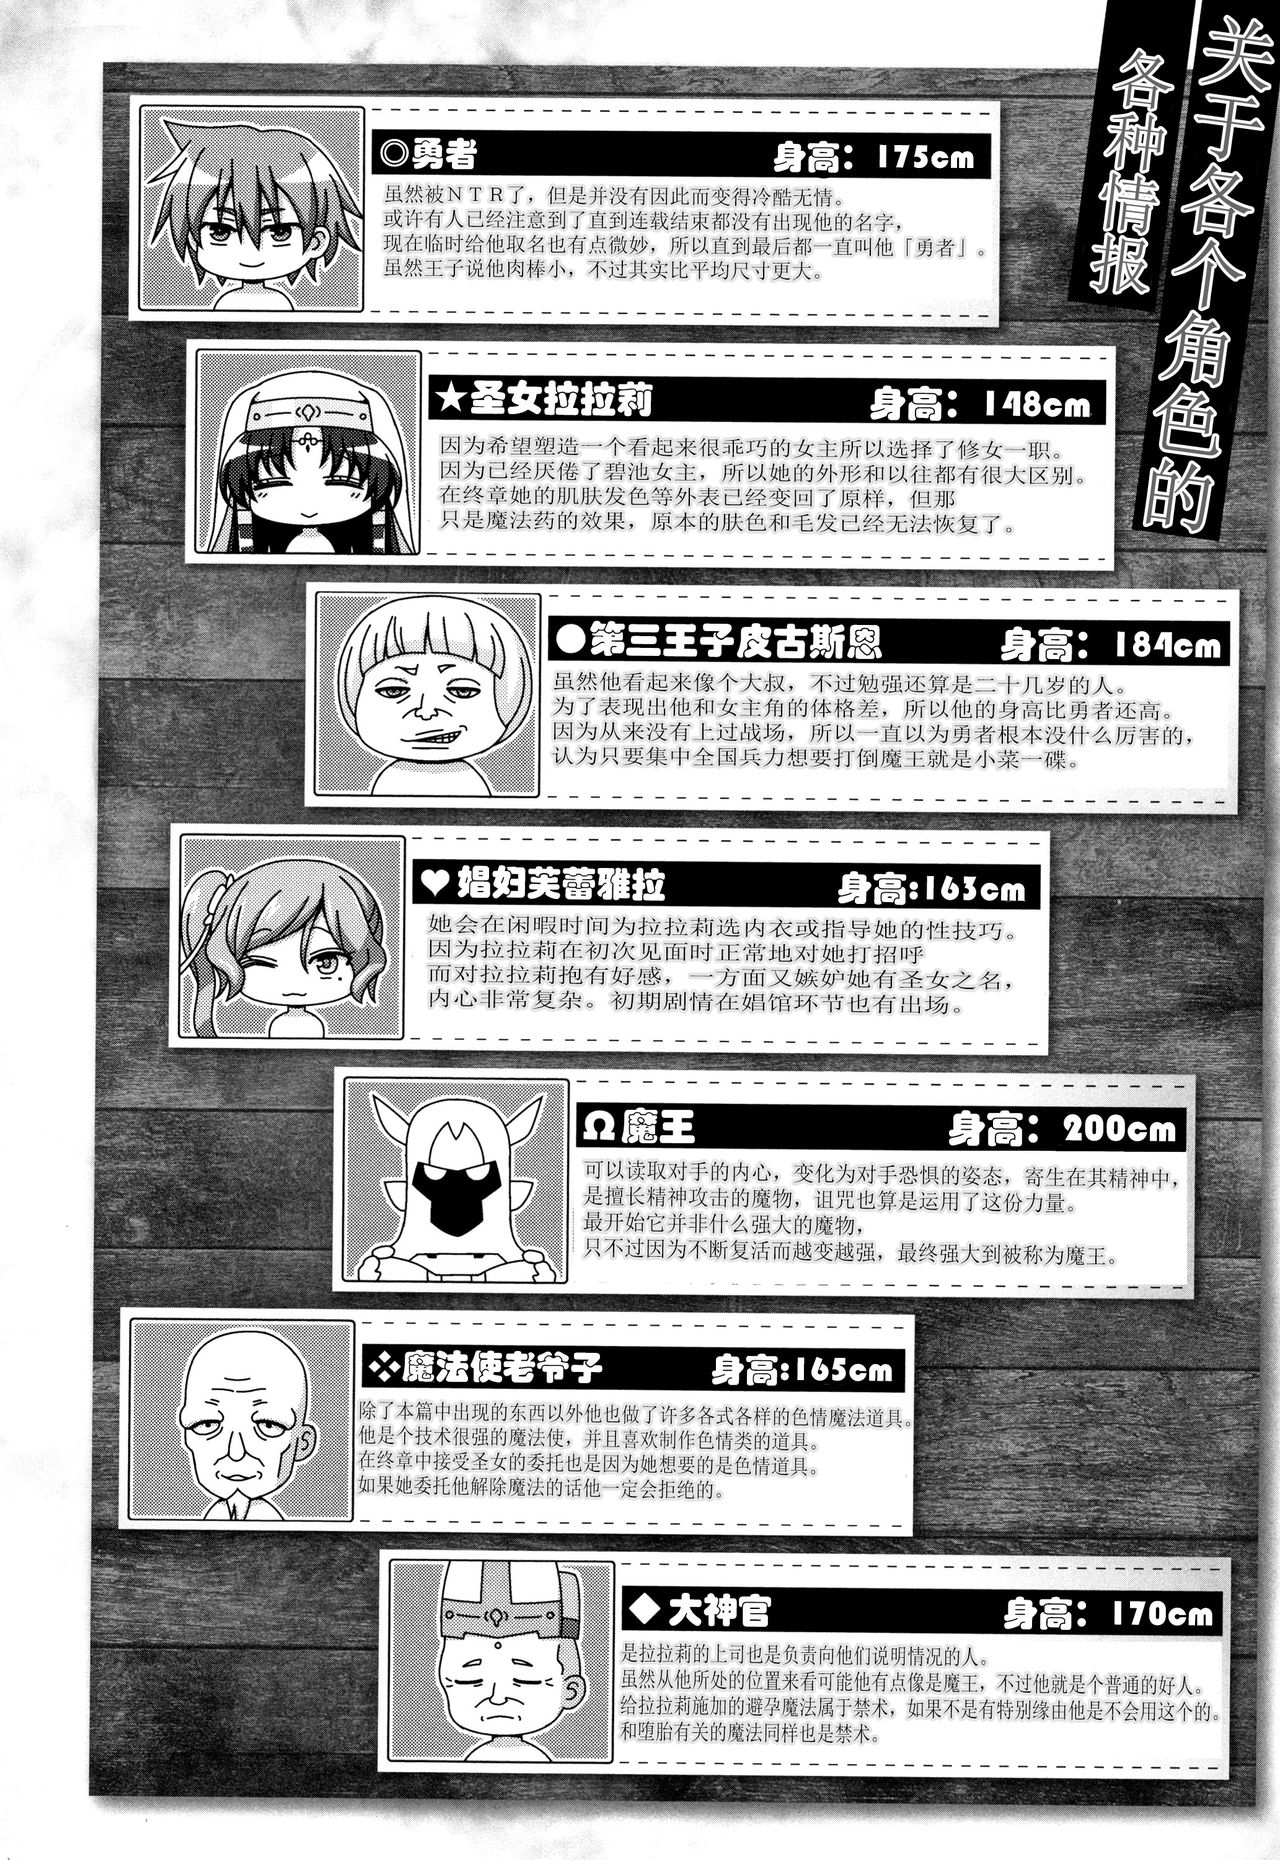 关于各个角色的
各种情报
◎勇者 身高：175cm
虽然被NTR了，但是并没有因此而变得冷酷无情。
或许有人已经注意到了直到连载结束都没有出现他的名字，
现在临时给他取名也有点微妙，所以直到最后都一直叫他「勇者」。
虽然王子说他肉棒小，不过其实比平均尺寸更大。
★圣女拉拉莉 身高：148cm
因为希望塑造一个看起来很乖巧的女主所以选择了修女一职。
因为已经厌倦了碧池女主，所以她的外形和以往都有很大区别。
在终章她的肌肤发色等外表已经变回了原样，但那
只是魔法药的效果，原本的肤色和毛发已经无法恢复了。
●第三王子皮古斯恩 身高：184cm
虽然他看起来像个大叔，不过勉强还算是二十几岁的人。
为了表现出他和女主角的体格差，所以他的身高比勇者还高。
因为从来没有上过战场，所以一直以为勇者根本没什么厉害的，
认为只要集中全国兵力想要打倒魔王就是小菜一碟。
♥娼妇芙蕾雅拉 身高:163cm
她会在闲暇时间为拉拉莉选内衣或指导她的性技巧。
因为拉拉莉在初次见面时正常地对她打招呼
而对拉拉莉抱有好感，一方面又嫉妒她有圣女之名，
内心非常复杂。初期剧情在娼馆环节也有出场。
Ω魔王 身高：200cm
可以读取对手的内心，变化为对手恐惧的姿态，寄生在其精神中，
是擅长精神攻击的魔物，诅咒也算是运用了这份力量。
最开始它并非什么强大的魔物，
只不过因为不断复活而越变越强，最终强大到被称为魔王。
❖魔法使老爷子 身高:165cm
除了本篇中出现的东西以外他也做了许多各式各样的色情魔法道具。
他是个技术很强的魔法使，并且喜欢制作色情类的道具。
在终章中接受圣女的委托也是因为她想要的是色情道具。
如果她委托他解除魔法的话他一定会拒绝的。
◆大神官 身高：170cm
是拉拉莉的上司也是负责向他们说明情况的人。
虽然从他所处的位置来看可能他有点像是魔王，不过他就是个普通的好人。
给拉拉莉施加的避孕魔法属于禁术，如果不是有特别缘由他是不会用这个的。
和堕胎有关的魔法同样也是禁术。